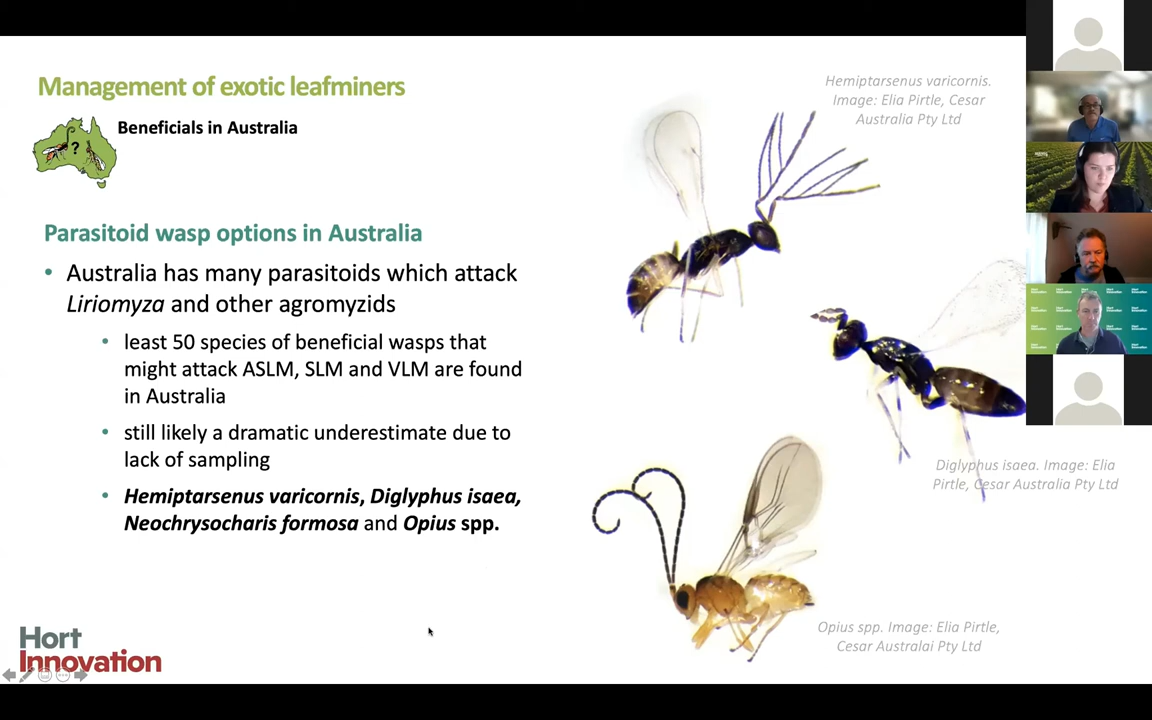 Management of exotic leafminers
Beneficials in Australia
?
Parasitoid wasp options in Australia
• Australia has many parasitoids which attack
Liriomyza and other agromyzids
• least 50 species of beneficial wasps that
might attack ASLM, SLM and VLM are found
in Australia
• still likely a dramatic underestimate due to
lack of sampling
• Hemiptarsenus varicornis, Diglyphus isaea,
Neochrysocharis formosa and Opius spp.
Hemiptarsenus varicornis.
Image: Elia Pirtle, Cesar
Australia Pty Ltd
Diglyphus isaea. Image: Elia
Pirtle, Cesar Australia Pty Ltd
Opius spp. Image: Elia Pirtle,
Cesar Australai Pty Ltd
Hort
Innovation